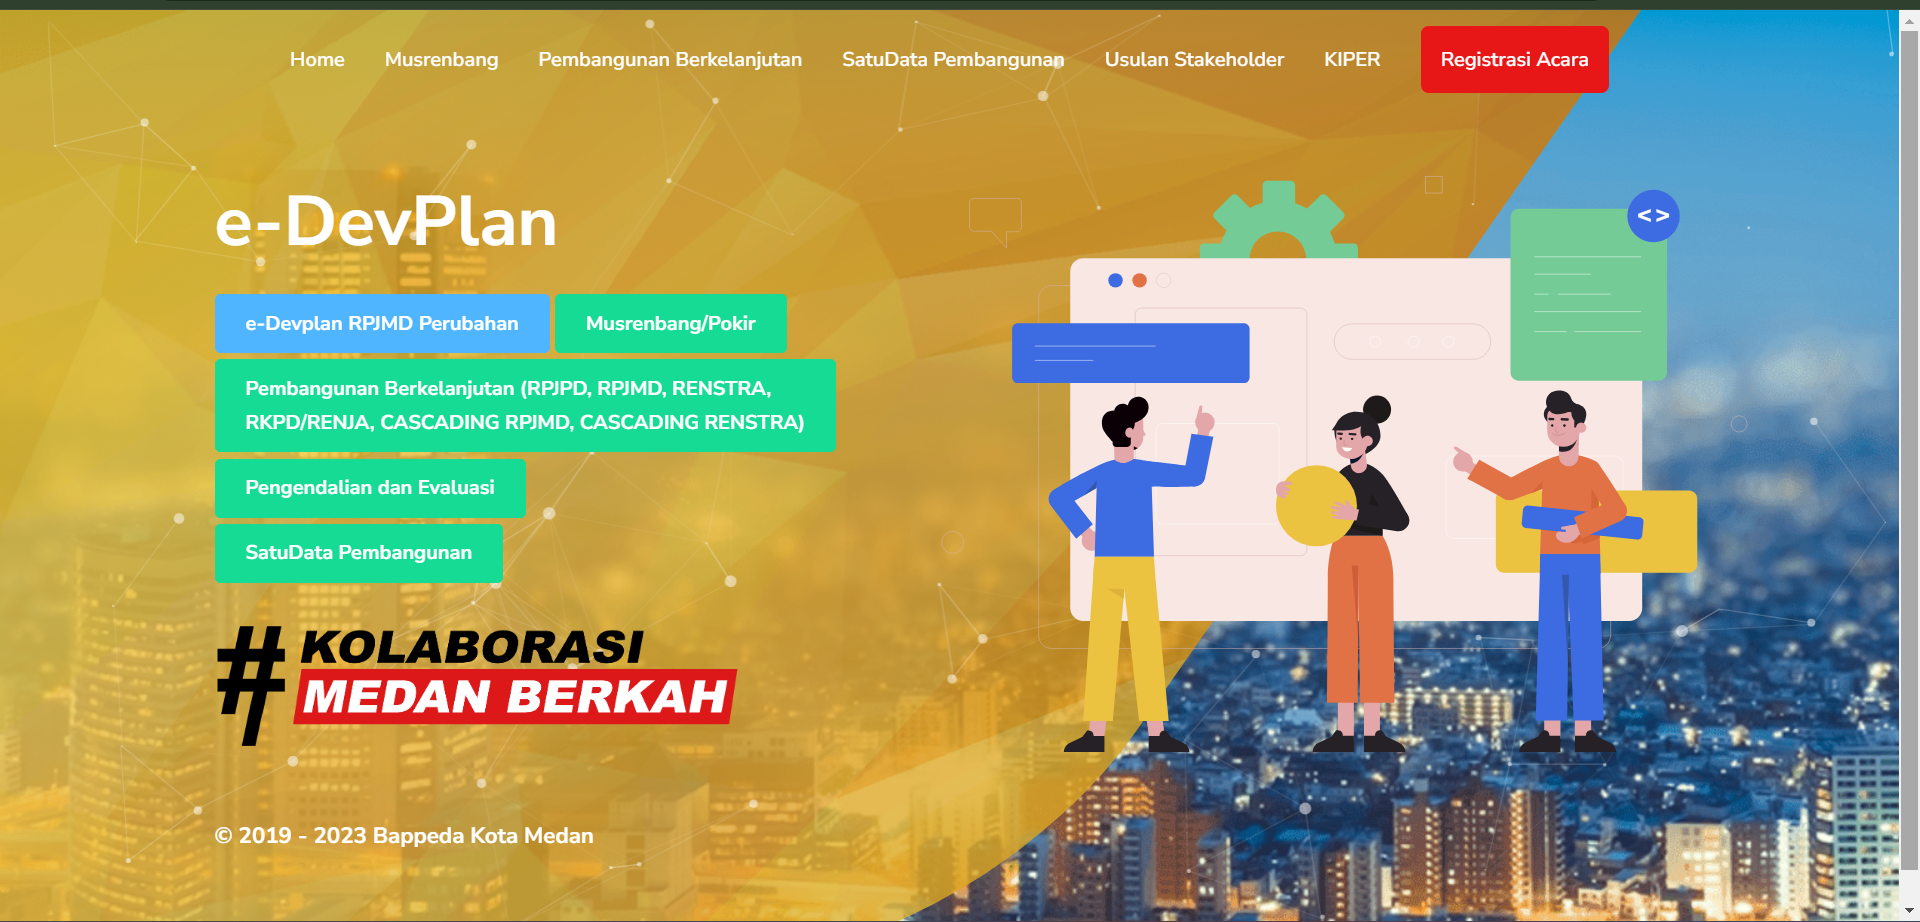 Home Musrenbang Pembangunan Berkelanjutan SatuData Pembangunan Usulan Stakeholder KIPER Registrasi Acara
e-DevPlan
<>
e-Devplan RPJMD Perubahan Musrenbang/Pokir
Pembangunan Berkelanjutan (RPJPD, RPJMD, RENSTRA,
RKPD/RENJA, CASCADING RPJMD, CASCADING RENSTRA)
Pengendalian dan Evaluasi
SatuData Pembangunan
#KOLABORASI
MEDAN BERKAH
© 2019 - 2023 Bappeda Kota Medan